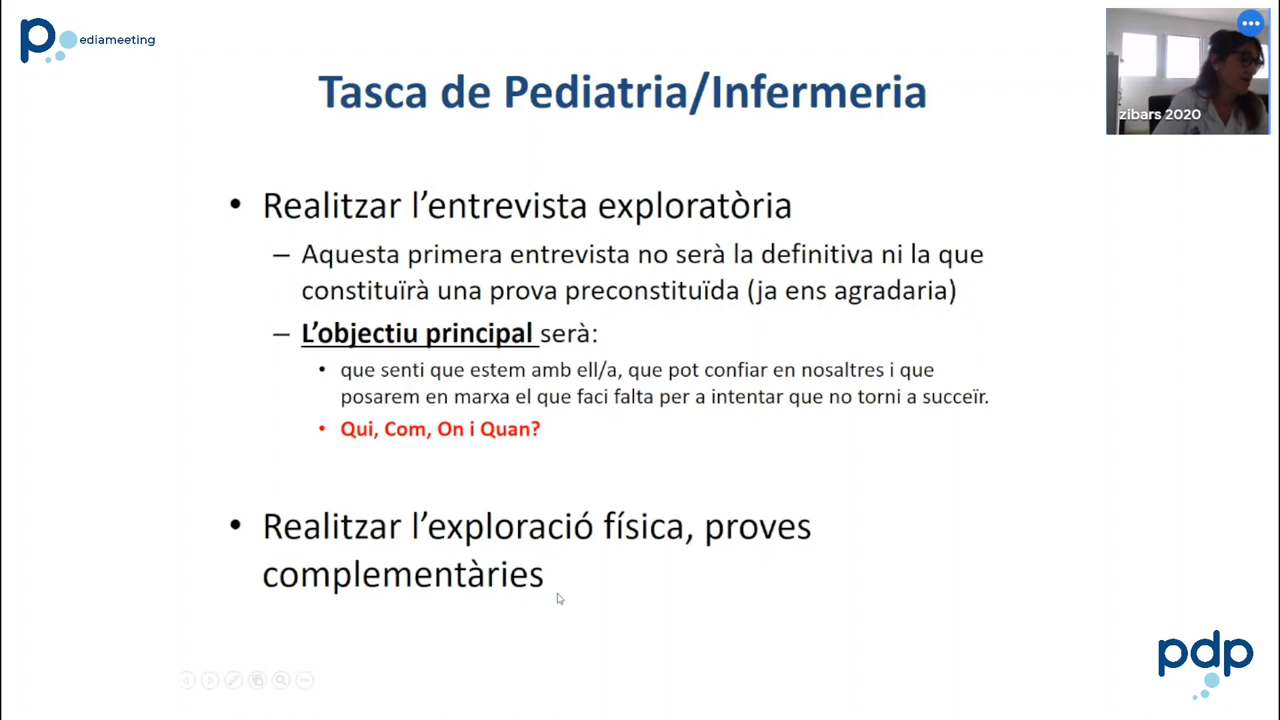 pediameeting
zibars 2020
Tasca de Pediatria/Infermeria
• Realitzar l’entrevista exploratòria
– Aquesta primera entrevista no serà la definitiva ni la que
constituïrà una prova preconstituïda (ja ens agradaria)
– L’objectiu principal serà:
• que senti que estem amb ell/a, que pot confiar en nosaltres i que
posarem en marxa el que faci falta per a intentar que no torni a succeïr.
• Qui, Com, On i Quan?
• Realitzar l’exploració física, proves
complementàries
pdp